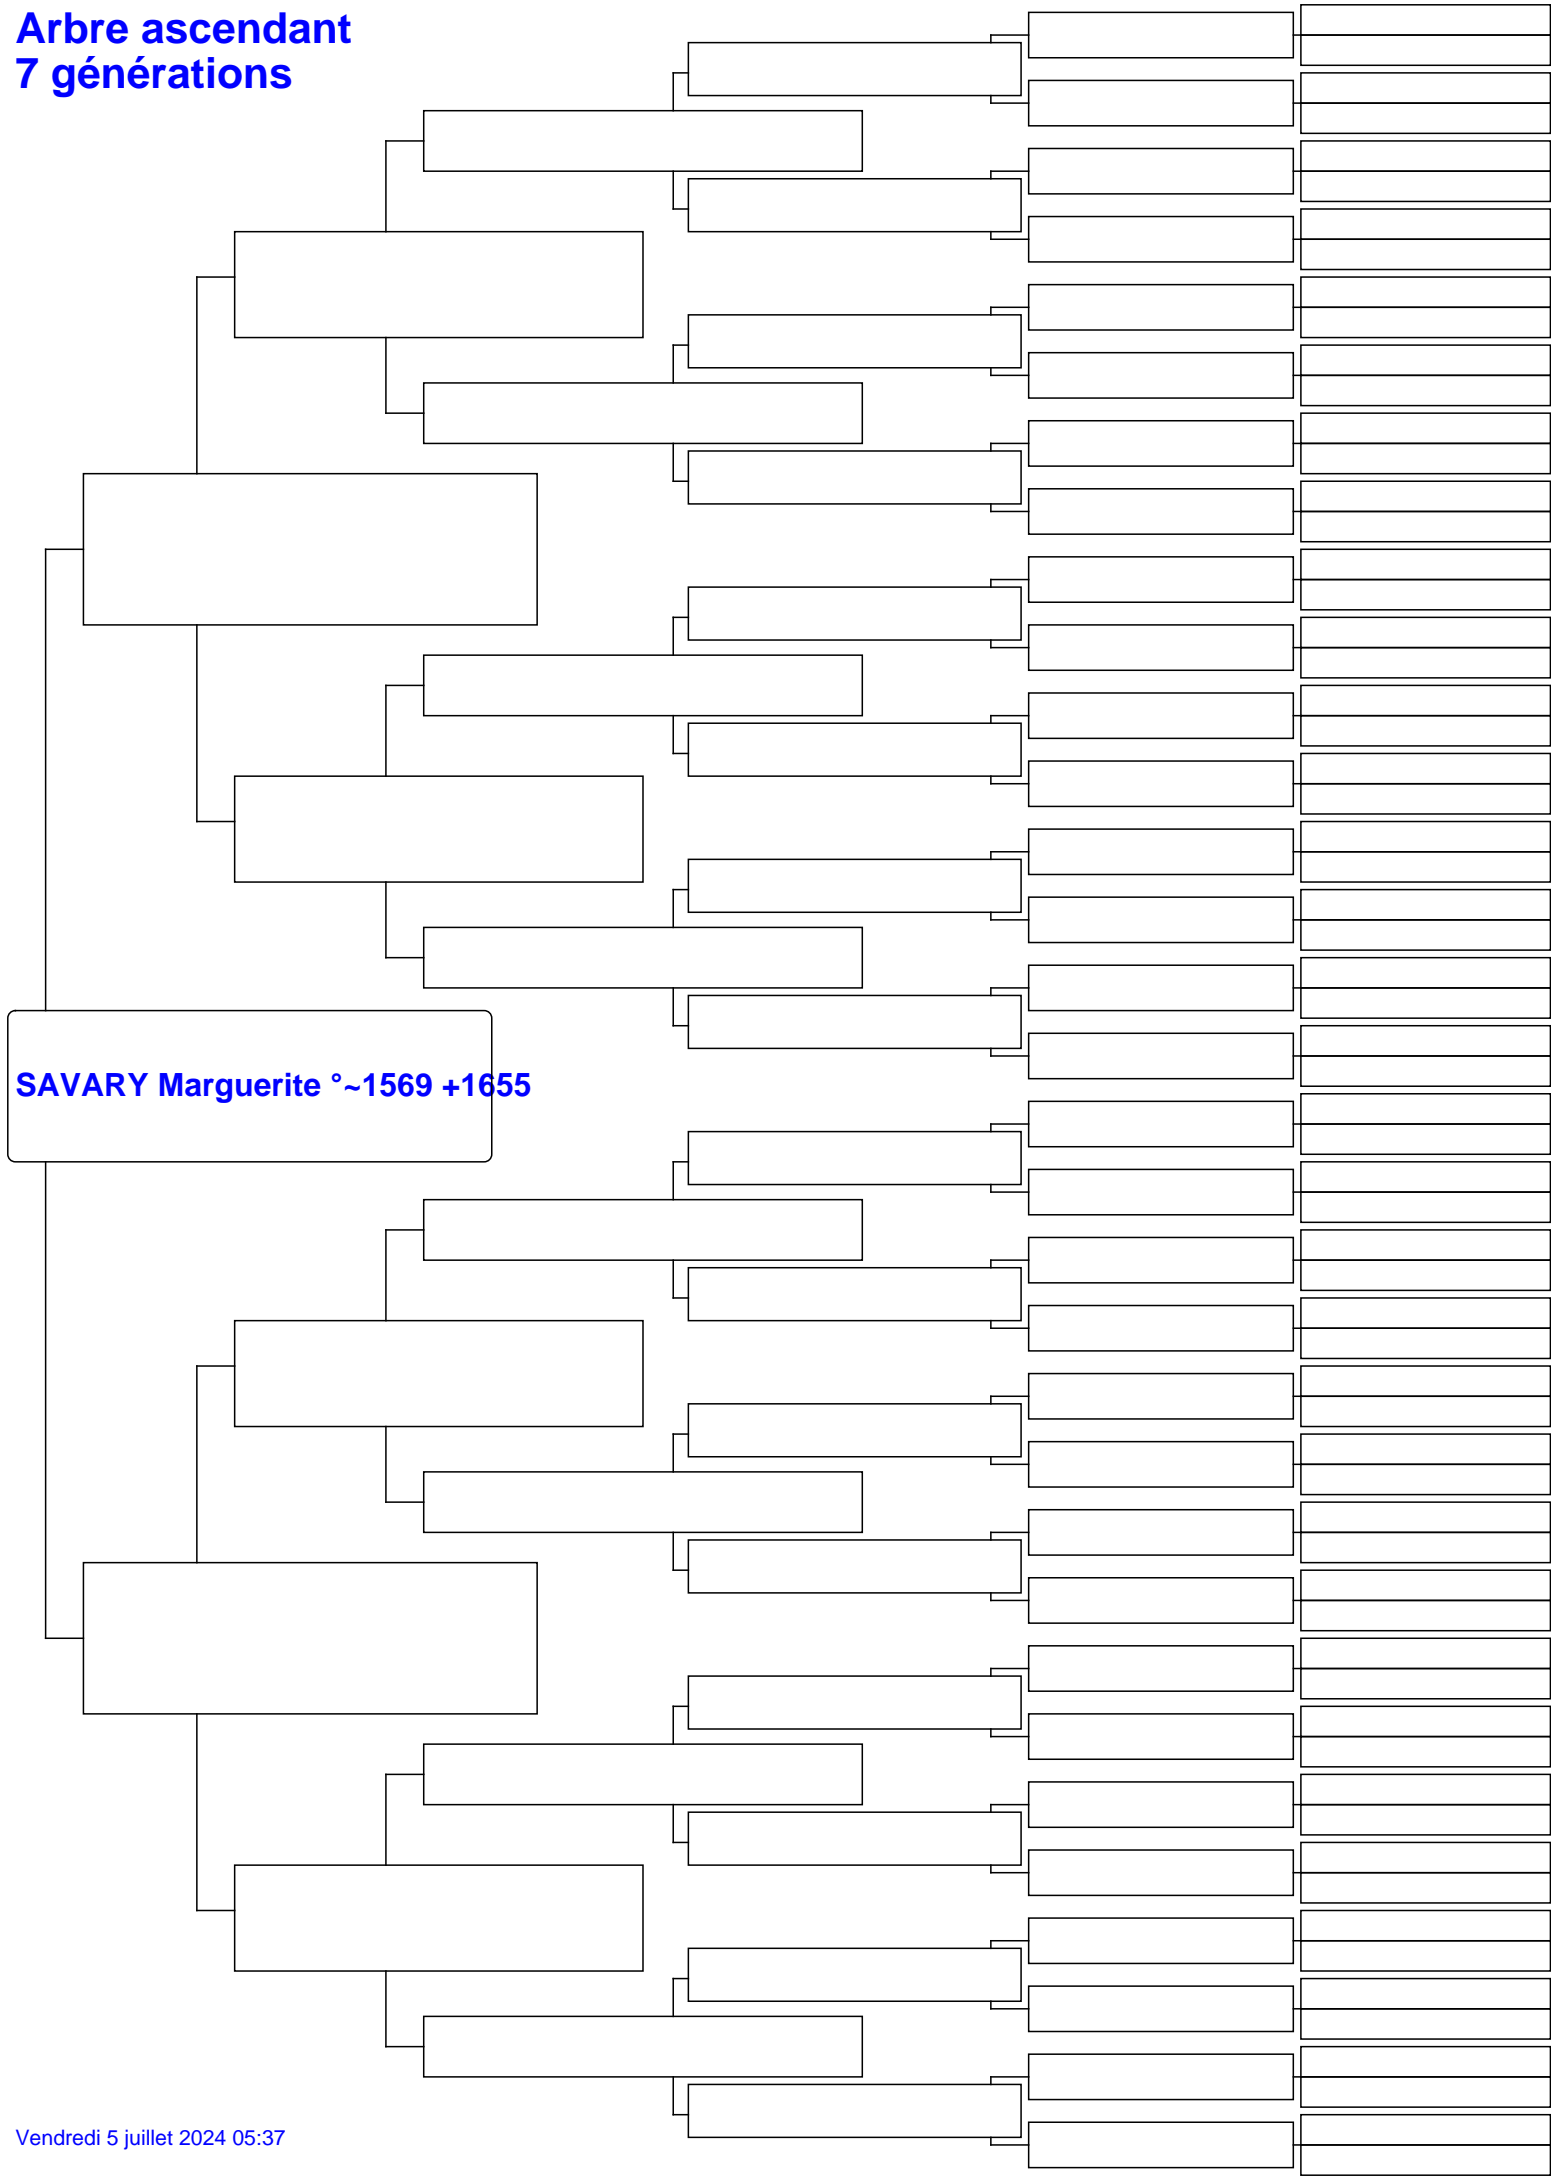 Arbre ascendant
7 générations
SAVARY Marguerite °~1569 +1655
Vendredi 5 juillet 2024 05:37